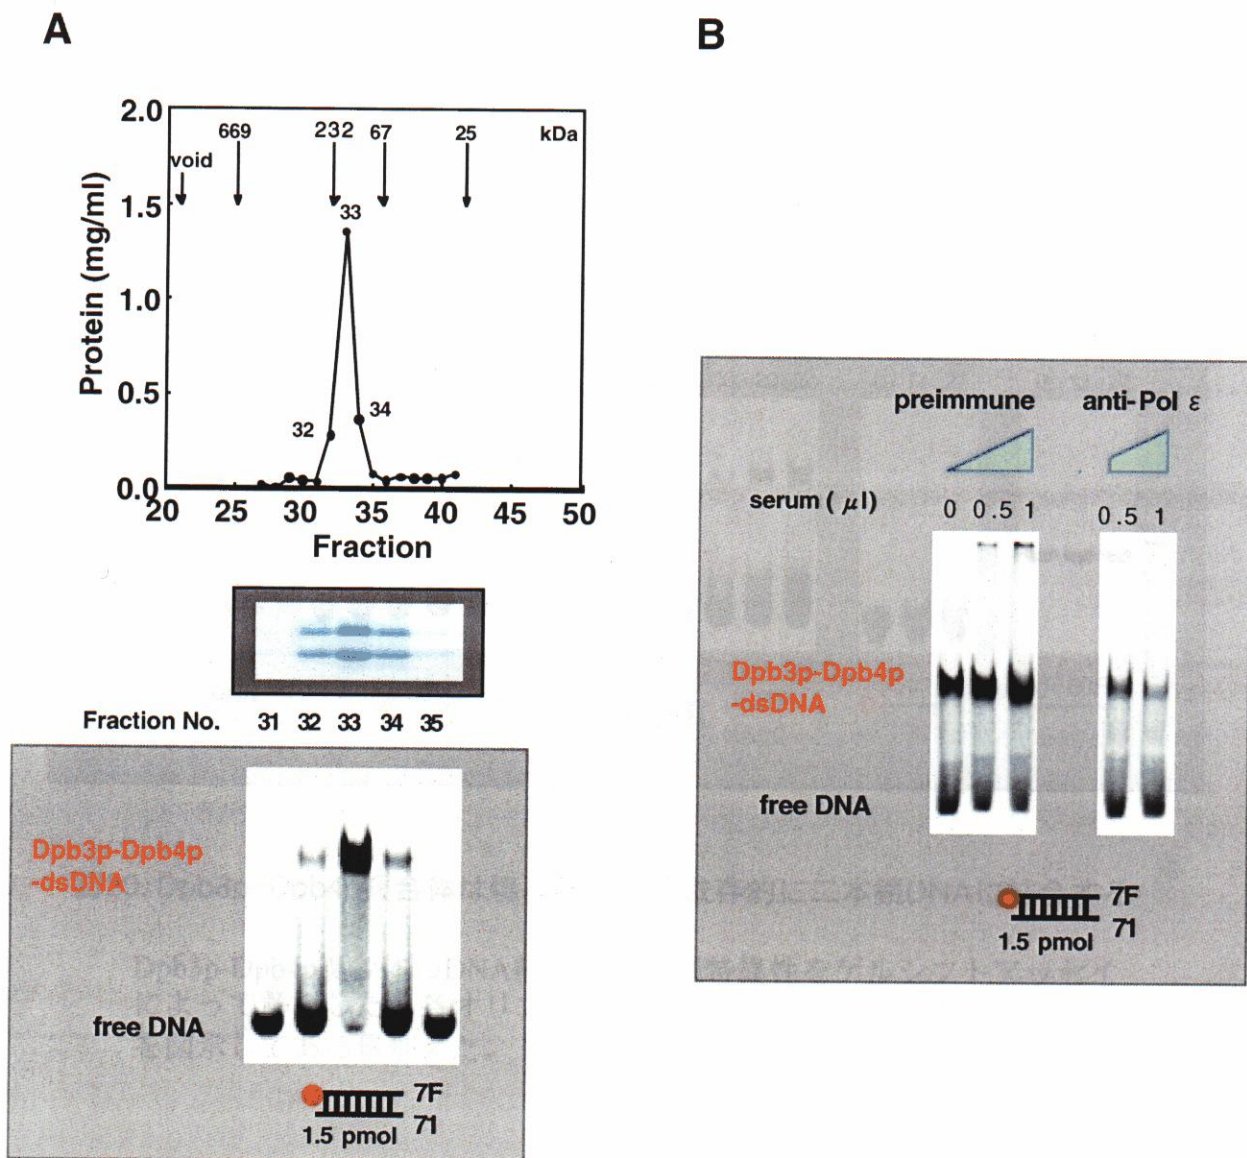 A
2.0
669
232
67
25
kDa
void
1.5
33
Protein (mg/ml)
1.0
0.5
32
34
0.0
20 25 30 35 40 45 50
Fraction
Fraction No. 31 32 33 34 35
Dpb3p-Dpb4p
-dsDNA
free DNA
7F
71
1.5 pmol
B
preimmune anti-Pol ε
serum ( μl) 0 0.5 1 0.5 1
Dpb3p-Dpb4p
-dsDNA
free DNA
7F
71
1.5 pmol